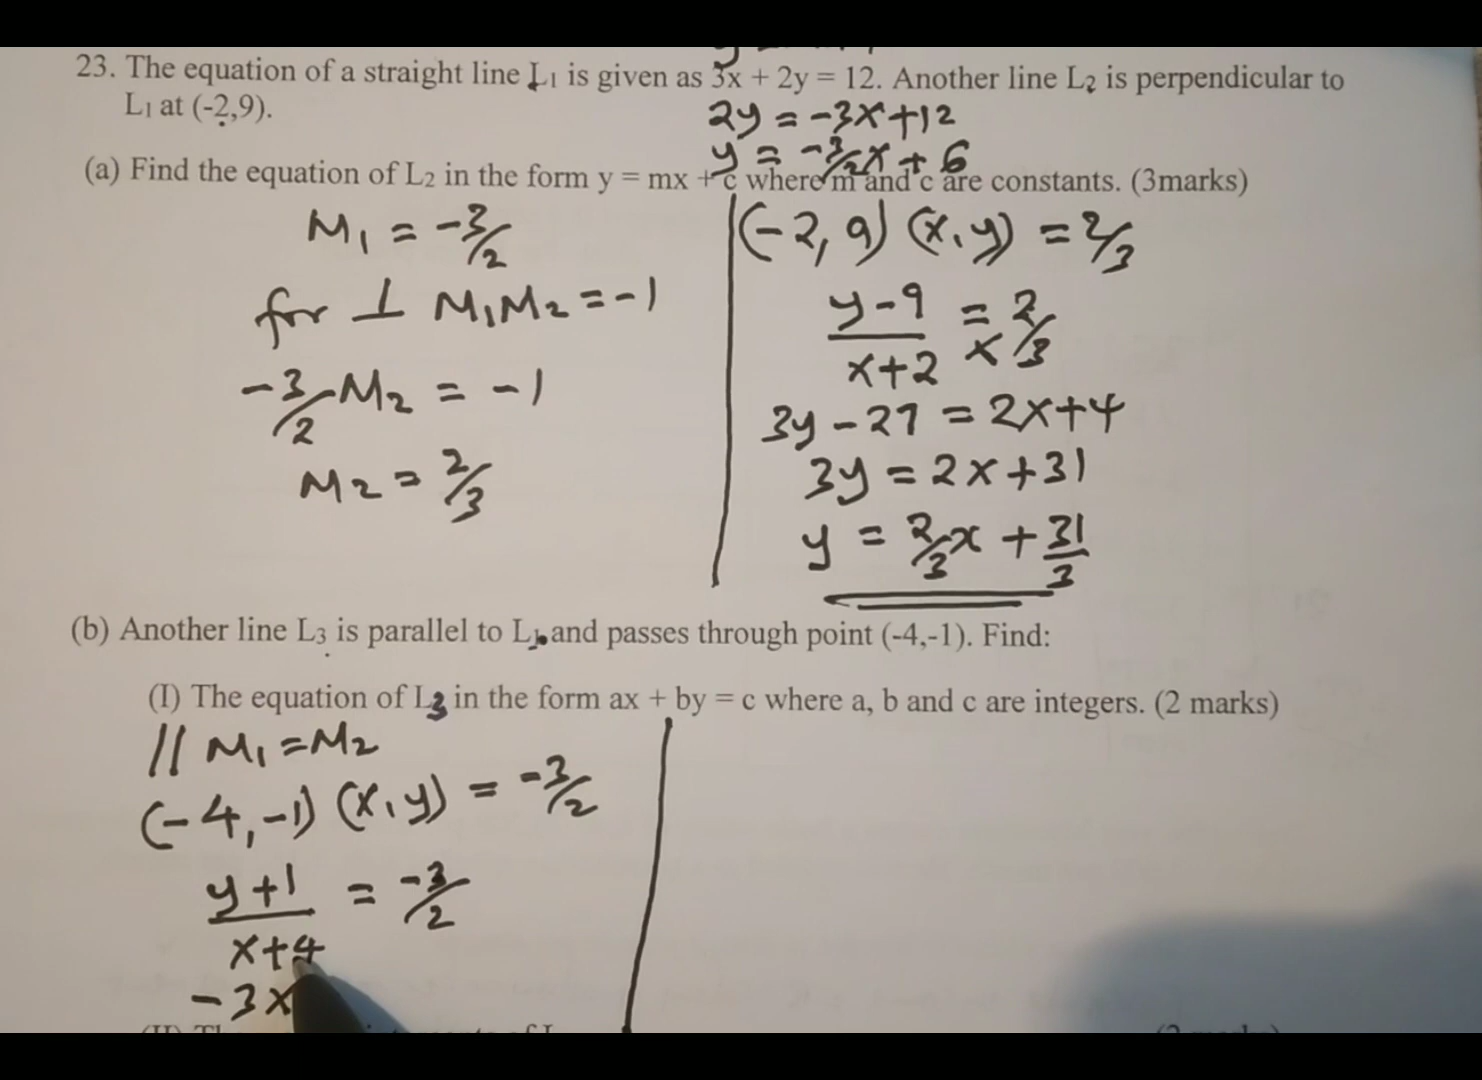 23. The equation of a straight line L1 is given as 3x + 2y = 12. Another line L2 is perpendicular to
L1 at (-2,9).
2y = -3x+12
y = -3/2x + 6
(a) Find the equation of L2 in the form y = mx + c where m and c are constants. (3marks)
M1 = -3/2
for ⊥ M1M2 = -1
-3/2 M2 = -1
M2 = 2/3
(-2, 9) (x, y) = 2/3
y-9 / x+2 = 2/3
x
3y - 27 = 2x+4
3y = 2x+31
y = 2/3x + 31/3
(b) Another line L3 is parallel to L1 and passes through point (-4,-1). Find:
(I) The equation of L3 in the form ax + by = c where a, b and c are integers. (2 marks)
// M1 = M2
(-4, -1) (x, y) = -3/2
y+1 / x+4 = -3/2
-3x